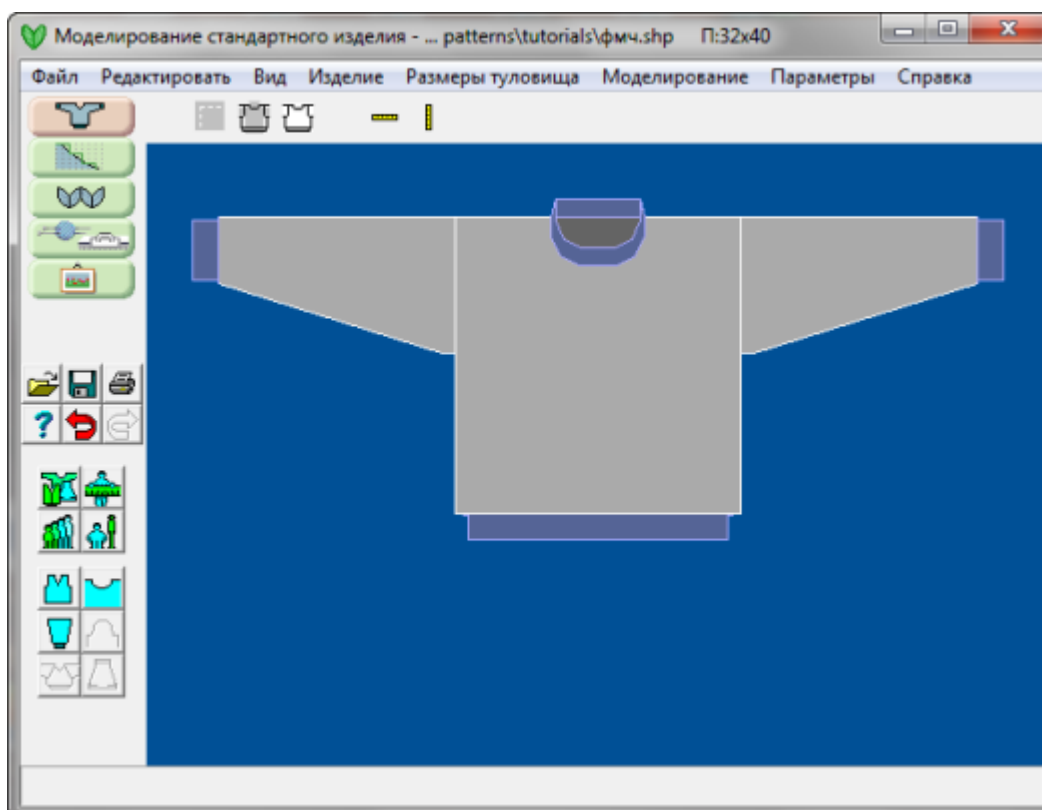 Моделирование стандартного изделия - ... patterns\tutorials\фмч.shp П:32x40
Файл Редактировать Вид Изделие Размеры туловища Моделирование Параметры Справка